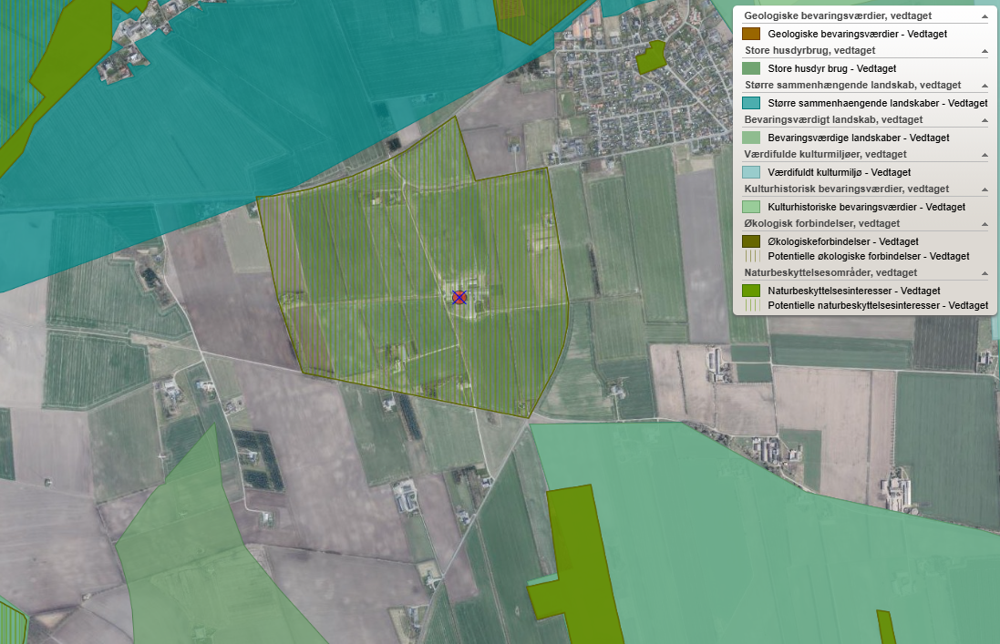 Geologiske bevaringsværdier, vedtaget
Geologiske bevaringsværdier - Vedtaget
Store husdyrbrug, vedtaget
Store husdyr brug - Vedtaget
Større sammenhængende landskab, vedtaget
Større sammenhaengende landskaber - Vedtaget
Bevaringsværdigt landskab, vedtaget
Bevaringsværdige landskaber - Vedtaget
Værdifulde kulturmiljøer, vedtaget
Værdifuldt kulturmiljø - Vedtaget
Kulturhistorisk bevaringsværdier, vedtaget
Kulturhistoriske bevaringsværdier - Vedtaget
Økologisk forbindelser, vedtaget
Økologiskeforbindelser - Vedtaget
Potentielle økologiske forbindelser - Vedtaget
Naturbeskyttelsesområder, vedtaget
Naturbeskyttelsesinteresser - Vedtaget
Potentielle naturbeskyttelsesinteresser - Vedtaget